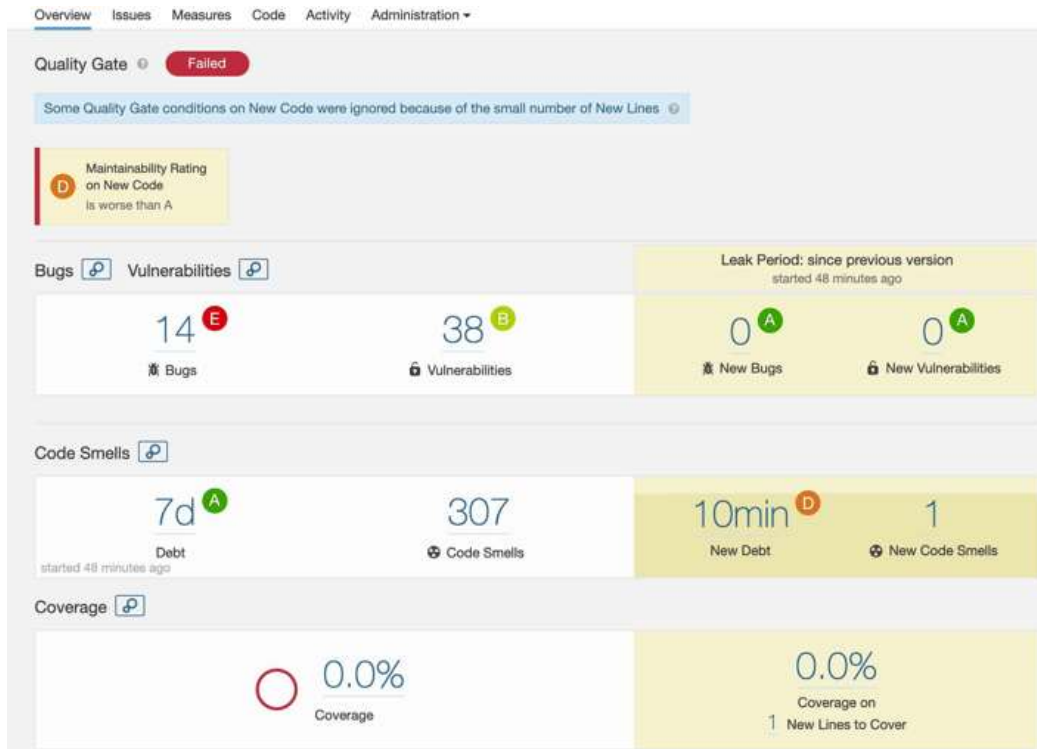 Overview Issues Measures Code Activity Administration
Quality Gate ? Failed
Some Quality Gate conditions on New Code were ignored because of the small number of New Lines ?
D
Maintainability Rating
on New Code
is worse than A
Bugs Vulnerabilities
Leak Period: since previous version
started 48 minutes ago
14 E 38 B 0 A 0 A
Bugs Vulnerabilities New Bugs New Vulnerabilities
Code Smells
7d A 307 10min D 1
Debt Code Smells New Debt New Code Smells
started 48 minutes ago
Coverage
0.0% 0.0%
Coverage Coverage on
1 New Lines to Cover